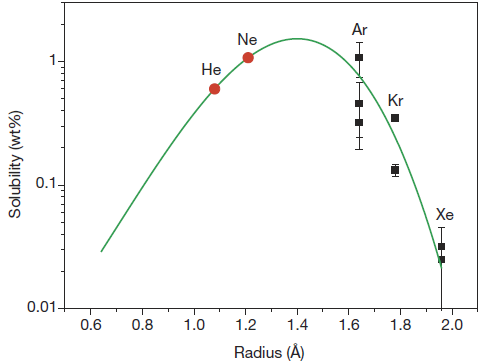 Ar
Ne
He
1
Kr
Solubility (wt%)
0.1
Xe
0.01
0.6 0.8 1.0 1.2 1.4 1.6 1.8 2.0
Radius (Å)